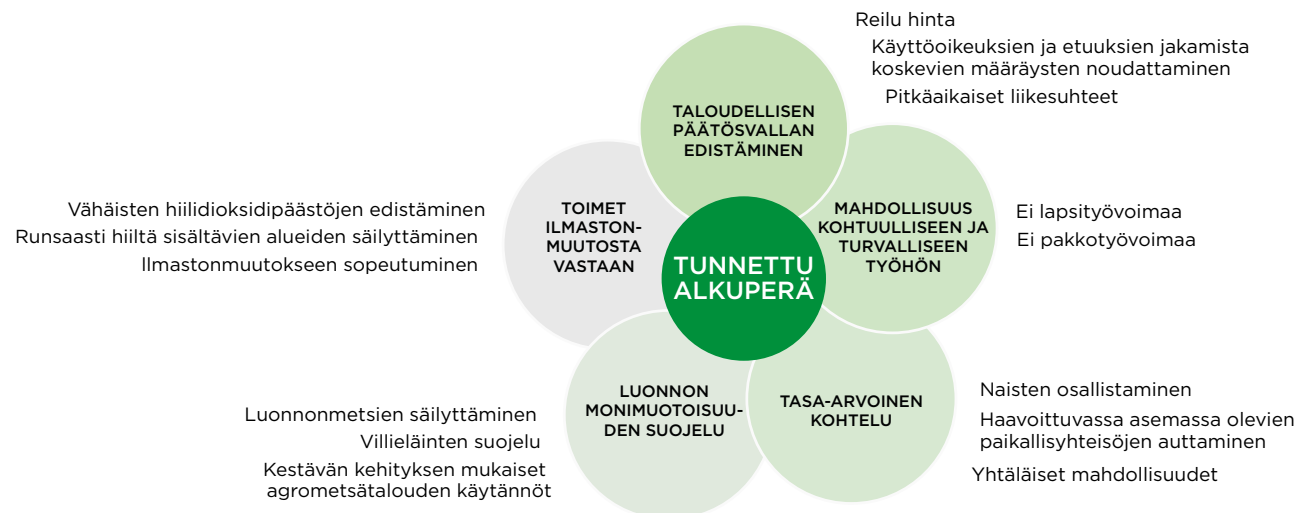 Reilu hinta
Käyttöoikeuksien ja etuuksien jakamista
koskevien määräysten noudattaminen
Pitkäaikaiset liikesuhteet
TALOUDELLISEN
PÄÄTÖSVALLAN
EDISTÄMINEN
MAHDOLLISUUS
KOHTUULLISEEN JA
TURVALLISEEN
TYÖHÖN
Ei lapsityövoimaa
Ei pakkotyövoimaa
TOIMET
ILMASTON-
MUUTOSTA
VASTAAN
Vähäisten hiilidioksidipäästöjen edistäminen
Runsaasti hiiltä sisältävien alueiden säilyttäminen
Ilmastonmuutokseen sopeutuminen
TUNNETTU
ALKUPERÄ
LUONNON
MONIMUOTOISUU-
DEN SUOJELU
Luonnonmetsien säilyttäminen
Villieläinten suojelu
Kestävän kehityksen mukaiset
agrometsätalouden käytännöt
TASA-ARVOINEN
KOHTELU
Naisten osallistaminen
Haavoittuvassa asemassa olevien
paikallisyhteisöjen auttaminen
Yhtäläiset mahdollisuudet